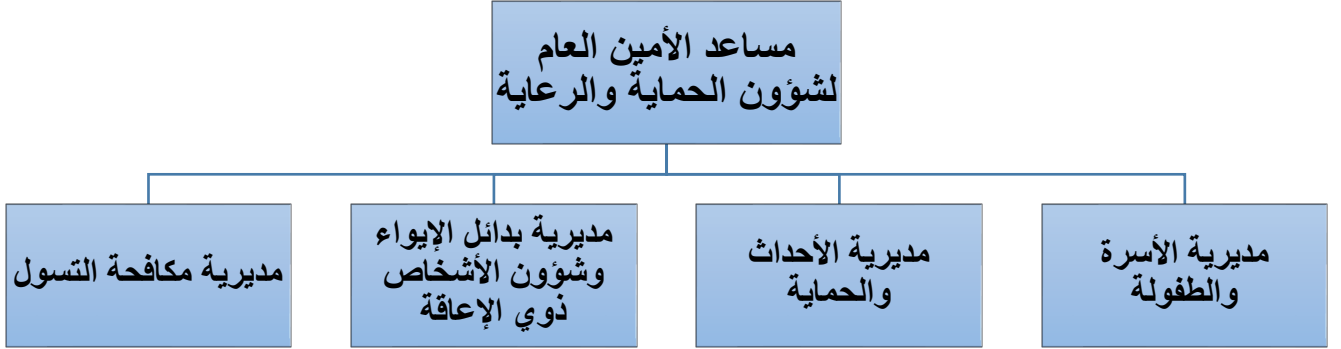 مساعد الأمين العام
لشؤون الحماية والرعاية
مديرية الأسرة
والطفولة
مديرية الأحداث
والحماية
مديرية بدائل الإيواء
وشؤون الأشخاص
ذوي الإعاقة
مديرية مكافحة التسول